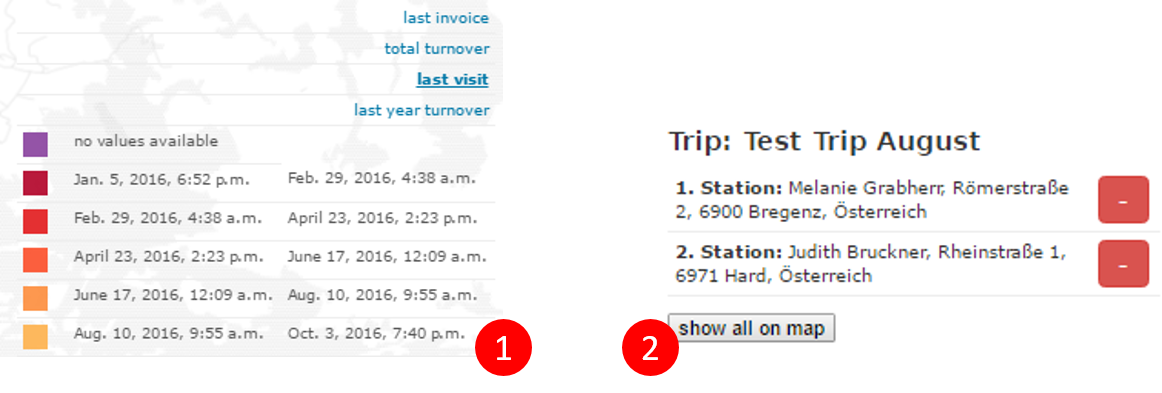 last invoice
total turnover
last visit
last year turnover
no values available
Jan. 5, 2016, 6:52 p.m. Feb. 29, 2016, 4:38 a.m.
Feb. 29, 2016, 4:38 a.m. April 23, 2016, 2:23 p.m.
April 23, 2016, 2:23 p.m. June 17, 2016, 12:09 a.m.
June 17, 2016, 12:09 a.m. Aug. 10, 2016, 9:55 a.m.
Aug. 10, 2016, 9:55 a.m. Oct. 3, 2016, 7:40 p.m.
1
Trip: Test Trip August
1. Station: Melanie Grabherr, Römerstraße
2, 6900 Bregenz, Österreich
-
2. Station: Judith Bruckner, Rheinstraße 1,
6971 Hard, Österreich
-
show all on map
2